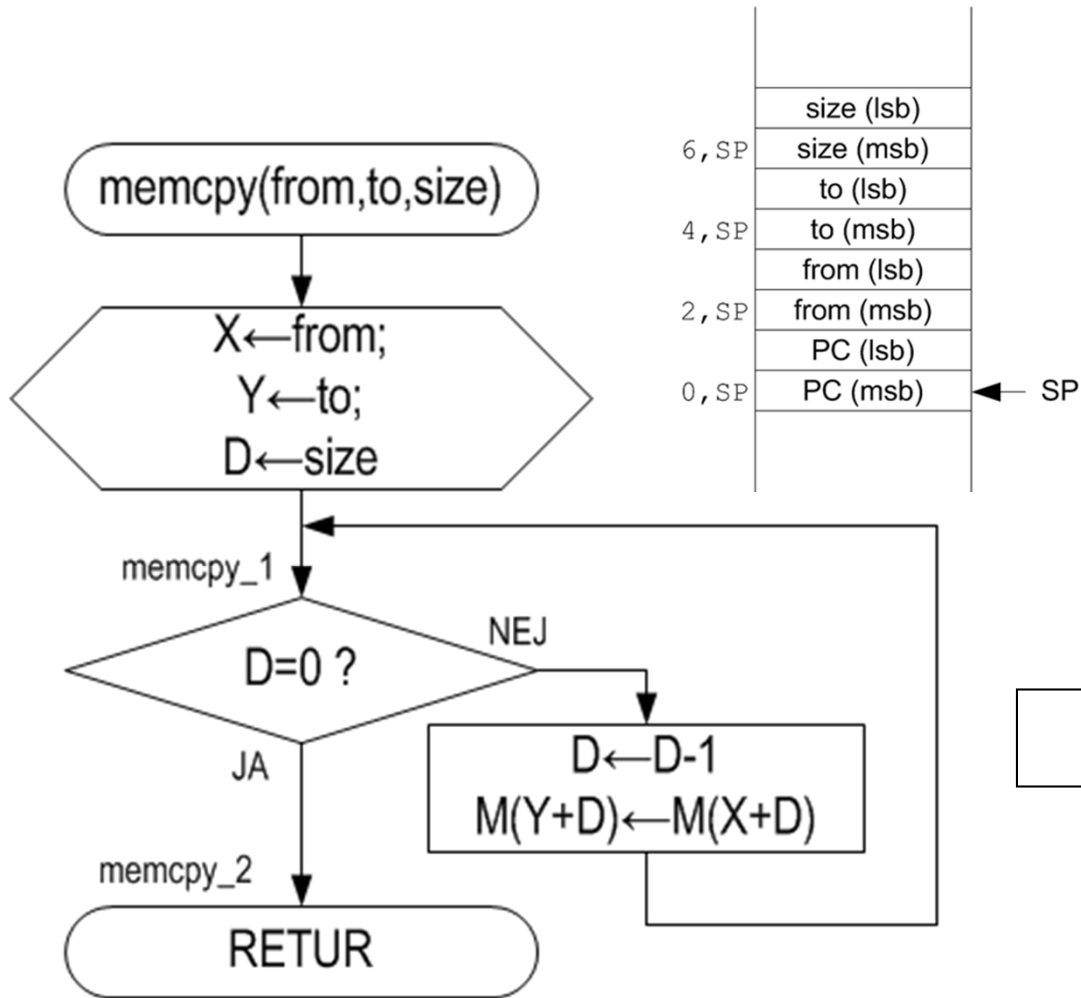 memcpy(from,to,size)
X←from;
Y←to;
D←size
memcpy_1
D=0 ?
NEJ
JA
D←D-1
M(Y+D)←M(X+D)
memcpy_2
RETUR
size (lsb)
6,SP size (msb)
to (lsb)
4,SP to (msb)
from (lsb)
2,SP from (msb)
PC (lsb)
0,SP PC (msb) SP